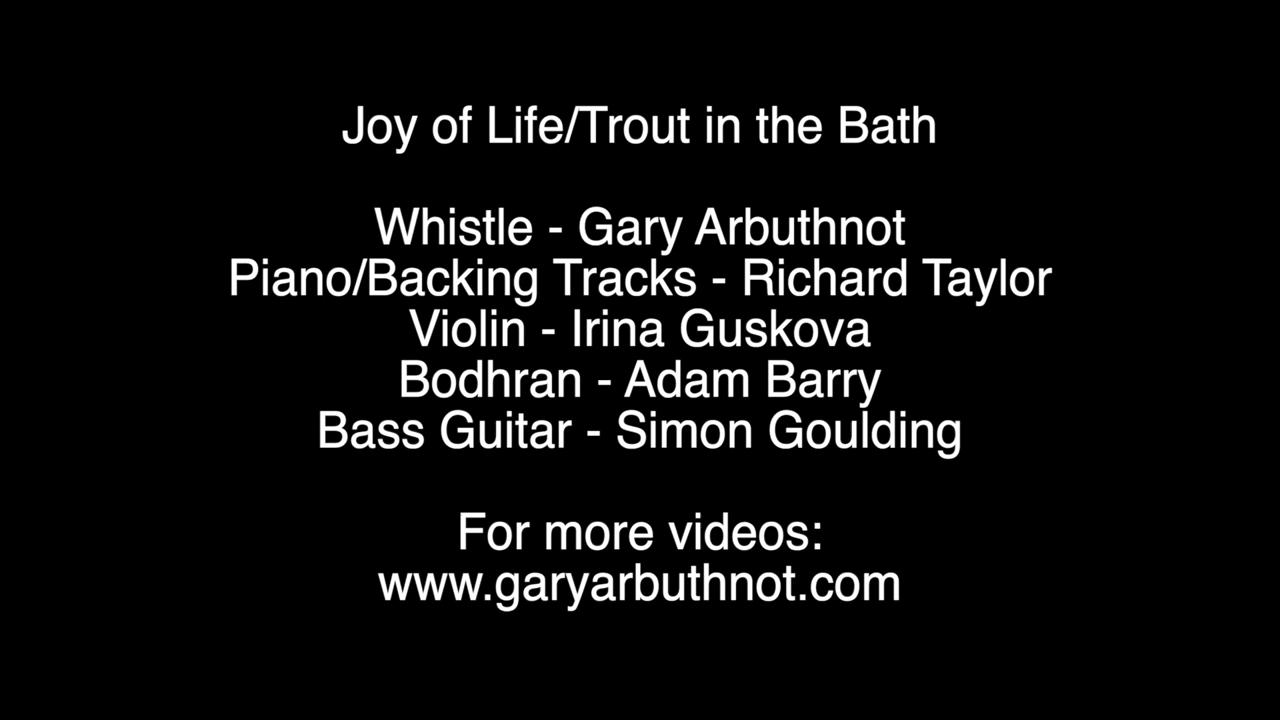 Joy of Life/Trout in the Bath
Whistle - Gary Arbuthnot
Piano/Backing Tracks - Richard Taylor
Violin - Irina Guskova
Bodhran - Adam Barry
Bass Guitar - Simon Goulding
For more videos:
www.garyarbuthnot.com